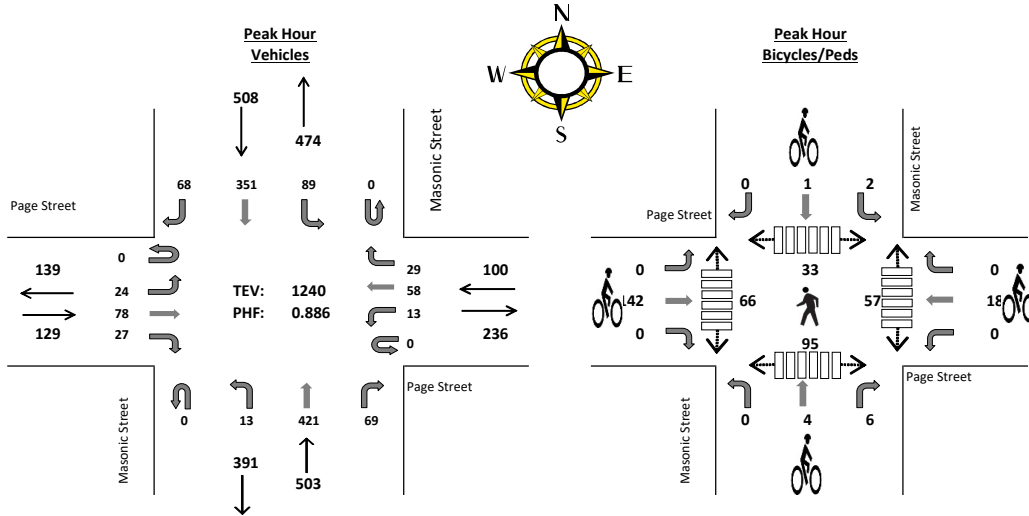 N
W
E
S
Peak Hour
Vehicles
508
474
68
351
89
0
Masonic Street
Page Street
0
139
24
78
129
27
TEV: 1240
PHF: 0.886
29
58
13
0
100
236
Page Street
Masonic Street
0
13
421
69
391
503
Peak Hour
Bicycles/Peds
0
1
2
Masonic Street
Page Street
0
142
0
33
66
57
95
0
18
0
Page Street
Masonic Street
0
4
6